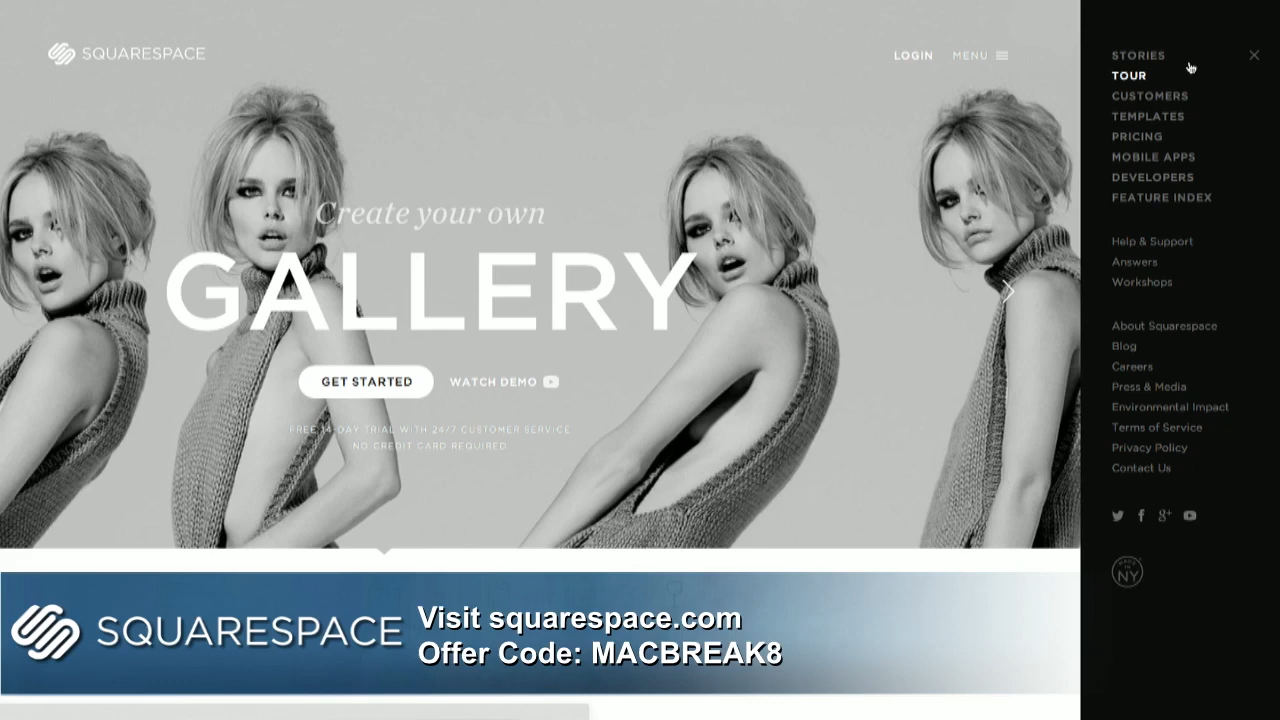 SQUARESPACE
LOGIN
MENU
Create your own
GALLERY
GET STARTED
WATCH DEMO
FREE 14-DAY TRIAL WITH 24/7 CUSTOMER SERVICE
NO CREDIT CARD REQUIRED
STORIES
TOUR
CUSTOMERS
TEMPLATES
PRICING
MOBILE APPS
DEVELOPERS
FEATURE INDEX
Help & Support
Answers
Workshops
About Squarespace
Blog
Careers
Press & Media
Environmental Impact
Terms of Service
Privacy Policy
Contact Us
MADE
IN
NY
SQUARESPACE
Visit squarespace.com
Offer Code: MACBREAK8